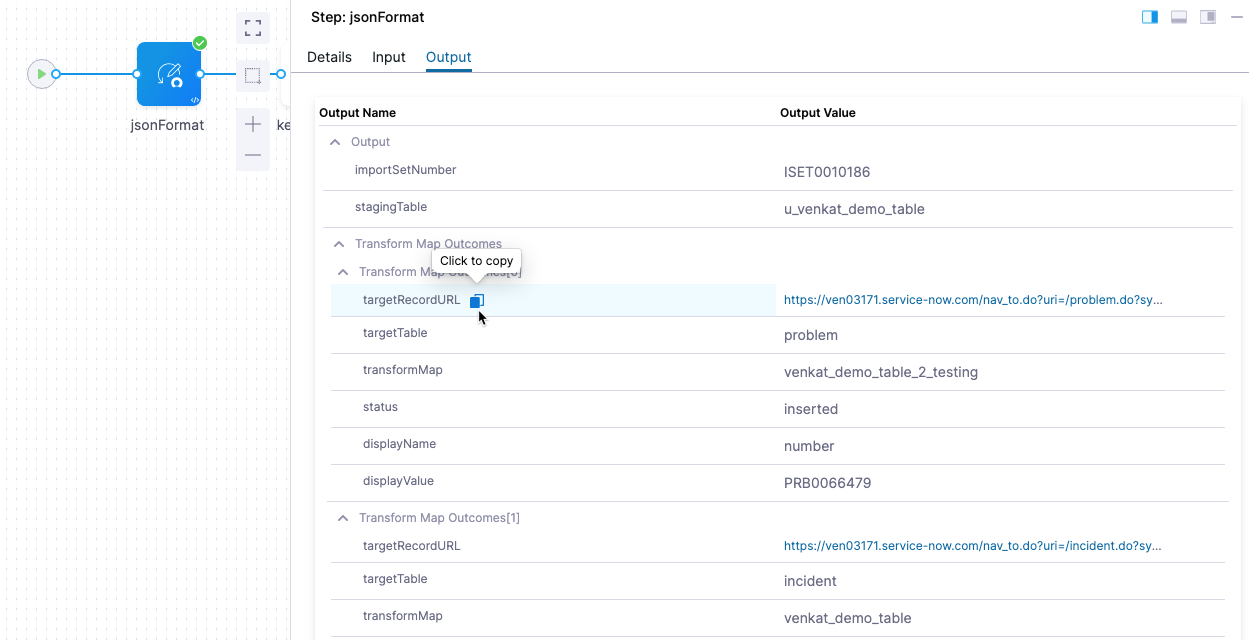 Step: jsonFormat
Details Input Output
jsonFormat
ke
Output Name Output Value
Output
importSetNumber ISET0010186
stagingTable u_venkat_demo_table
Transform Map Outcomes
Click to copy
Transform Map Outcomes[0]
targetRecordURL https://ven03171.service-now.com/nav_to.do?uri=/problem.do?sy...
targetTable problem
transformMap venkat_demo_table_2_testing
status inserted
displayName number
displayValue PRB0066479
Transform Map Outcomes[1]
targetRecordURL https://ven03171.service-now.com/nav_to.do?uri=/incident.do?sy...
targetTable incident
transformMap venkat_demo_table